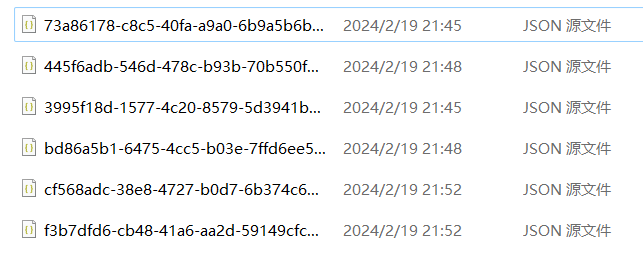 73a86178-c8c5-40fa-a9a0-6b9a5b6b... 2024/2/19 21:45 JSON 源文件
445f6adb-546d-478c-b93b-70b550f... 2024/2/19 21:48 JSON 源文件
3995f18d-1577-4c20-8579-5d3941b... 2024/2/19 21:45 JSON 源文件
bd86a5b1-6475-4cc5-b03e-7ffd6ee5... 2024/2/19 21:48 JSON 源文件
cf568adc-38e8-4727-b0d7-6b374c6... 2024/2/19 21:52 JSON 源文件
f3b7dfd6-cb48-41a6-aa2d-59149cfc... 2024/2/19 21:52 JSON 源文件